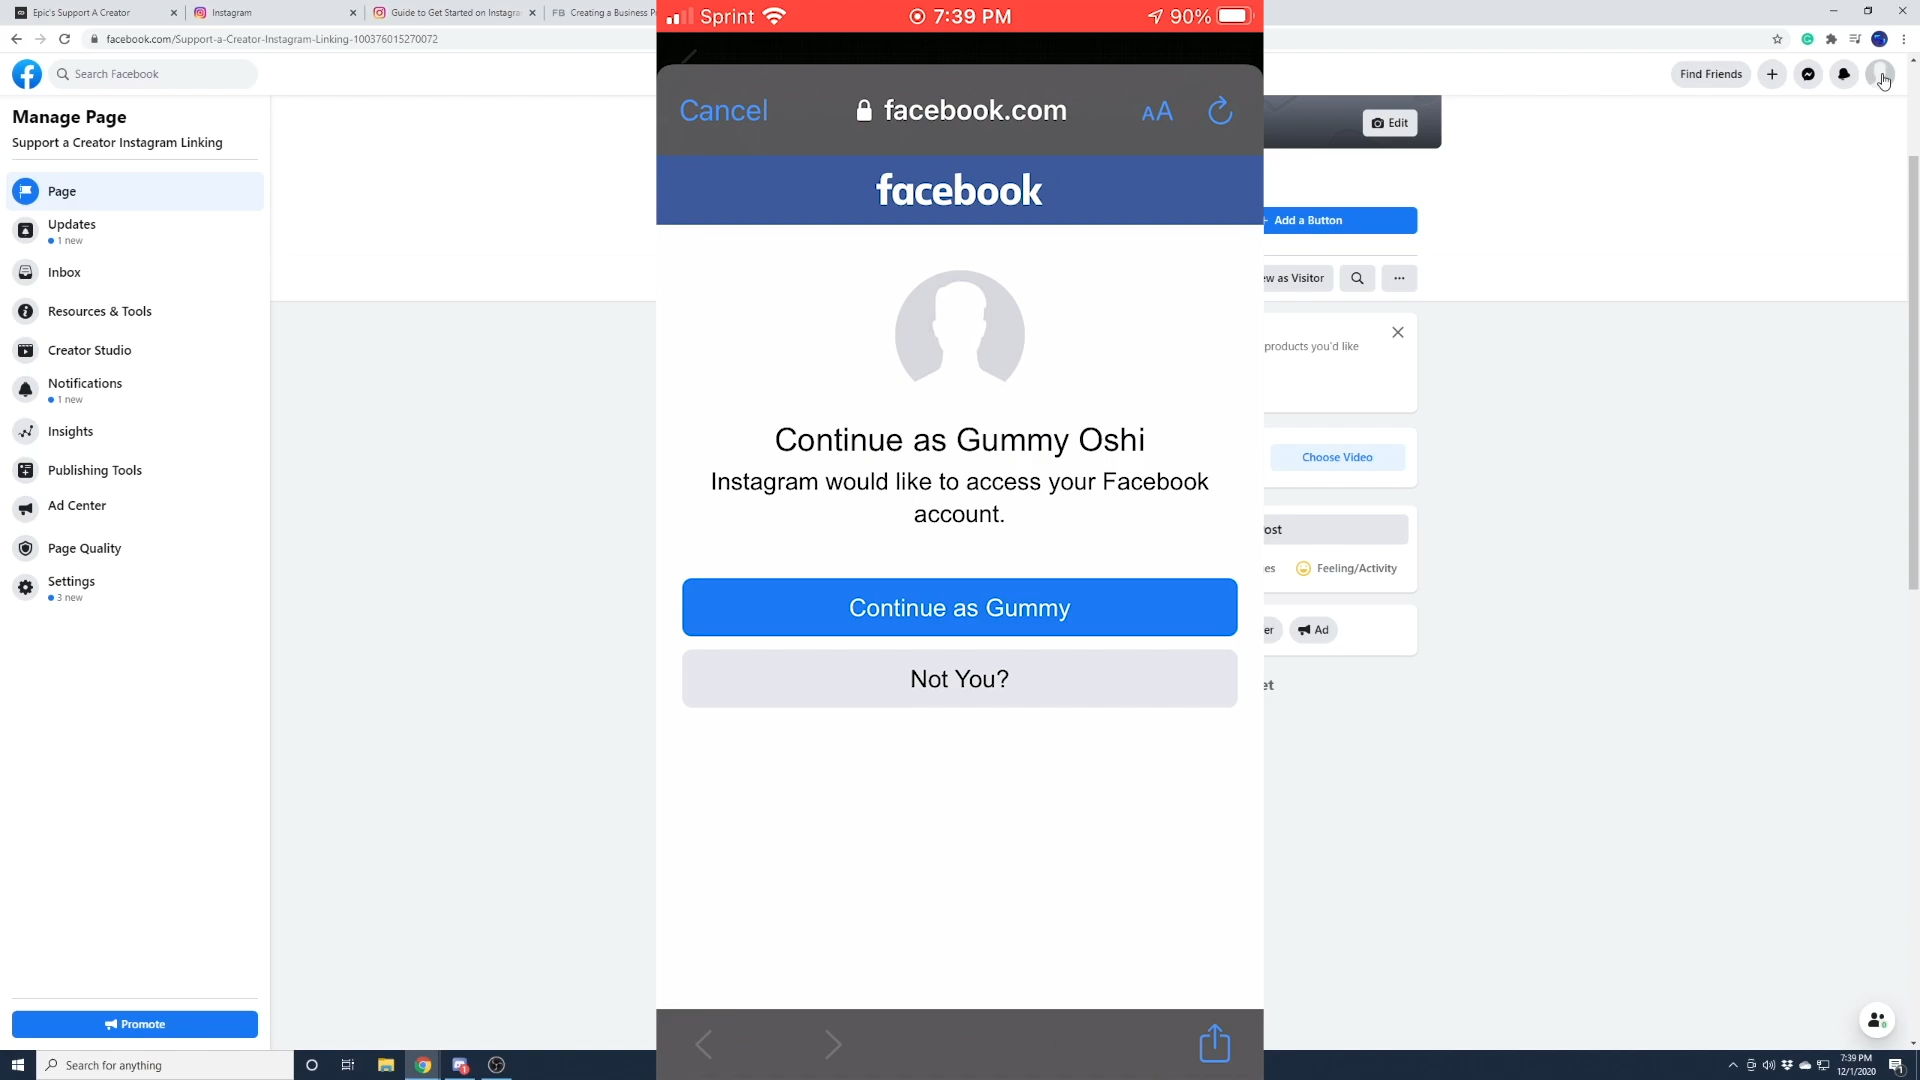 Epic's Support A Creator
Instagram
Guide to Get Started on Instagra
FB Creating a Business P
facebook.com/Support-a-Creator-Instagram-Linking-100376015270072
Search Facebook
Find Friends
Manage Page
Support a Creator Instagram Linking
Page
Updates
1 new
Inbox
Resources & Tools
Creator Studio
Notifications
1 new
Insights
Publishing Tools
Ad Center
Page Quality
Settings
3 new
Promote
Sprint 7:39 PM 90%
Cancel facebook.com AA
facebook
Continue as Gummy Oshi
Instagram would like to access your Facebook
account.
Continue as Gummy
Not You?
Edit
Add a Button
ew as Visitor
products you'd like
Choose Video
ost
es Feeling/Activity
er Ad
et
Search for anything
7:39 PM
12/1/2020